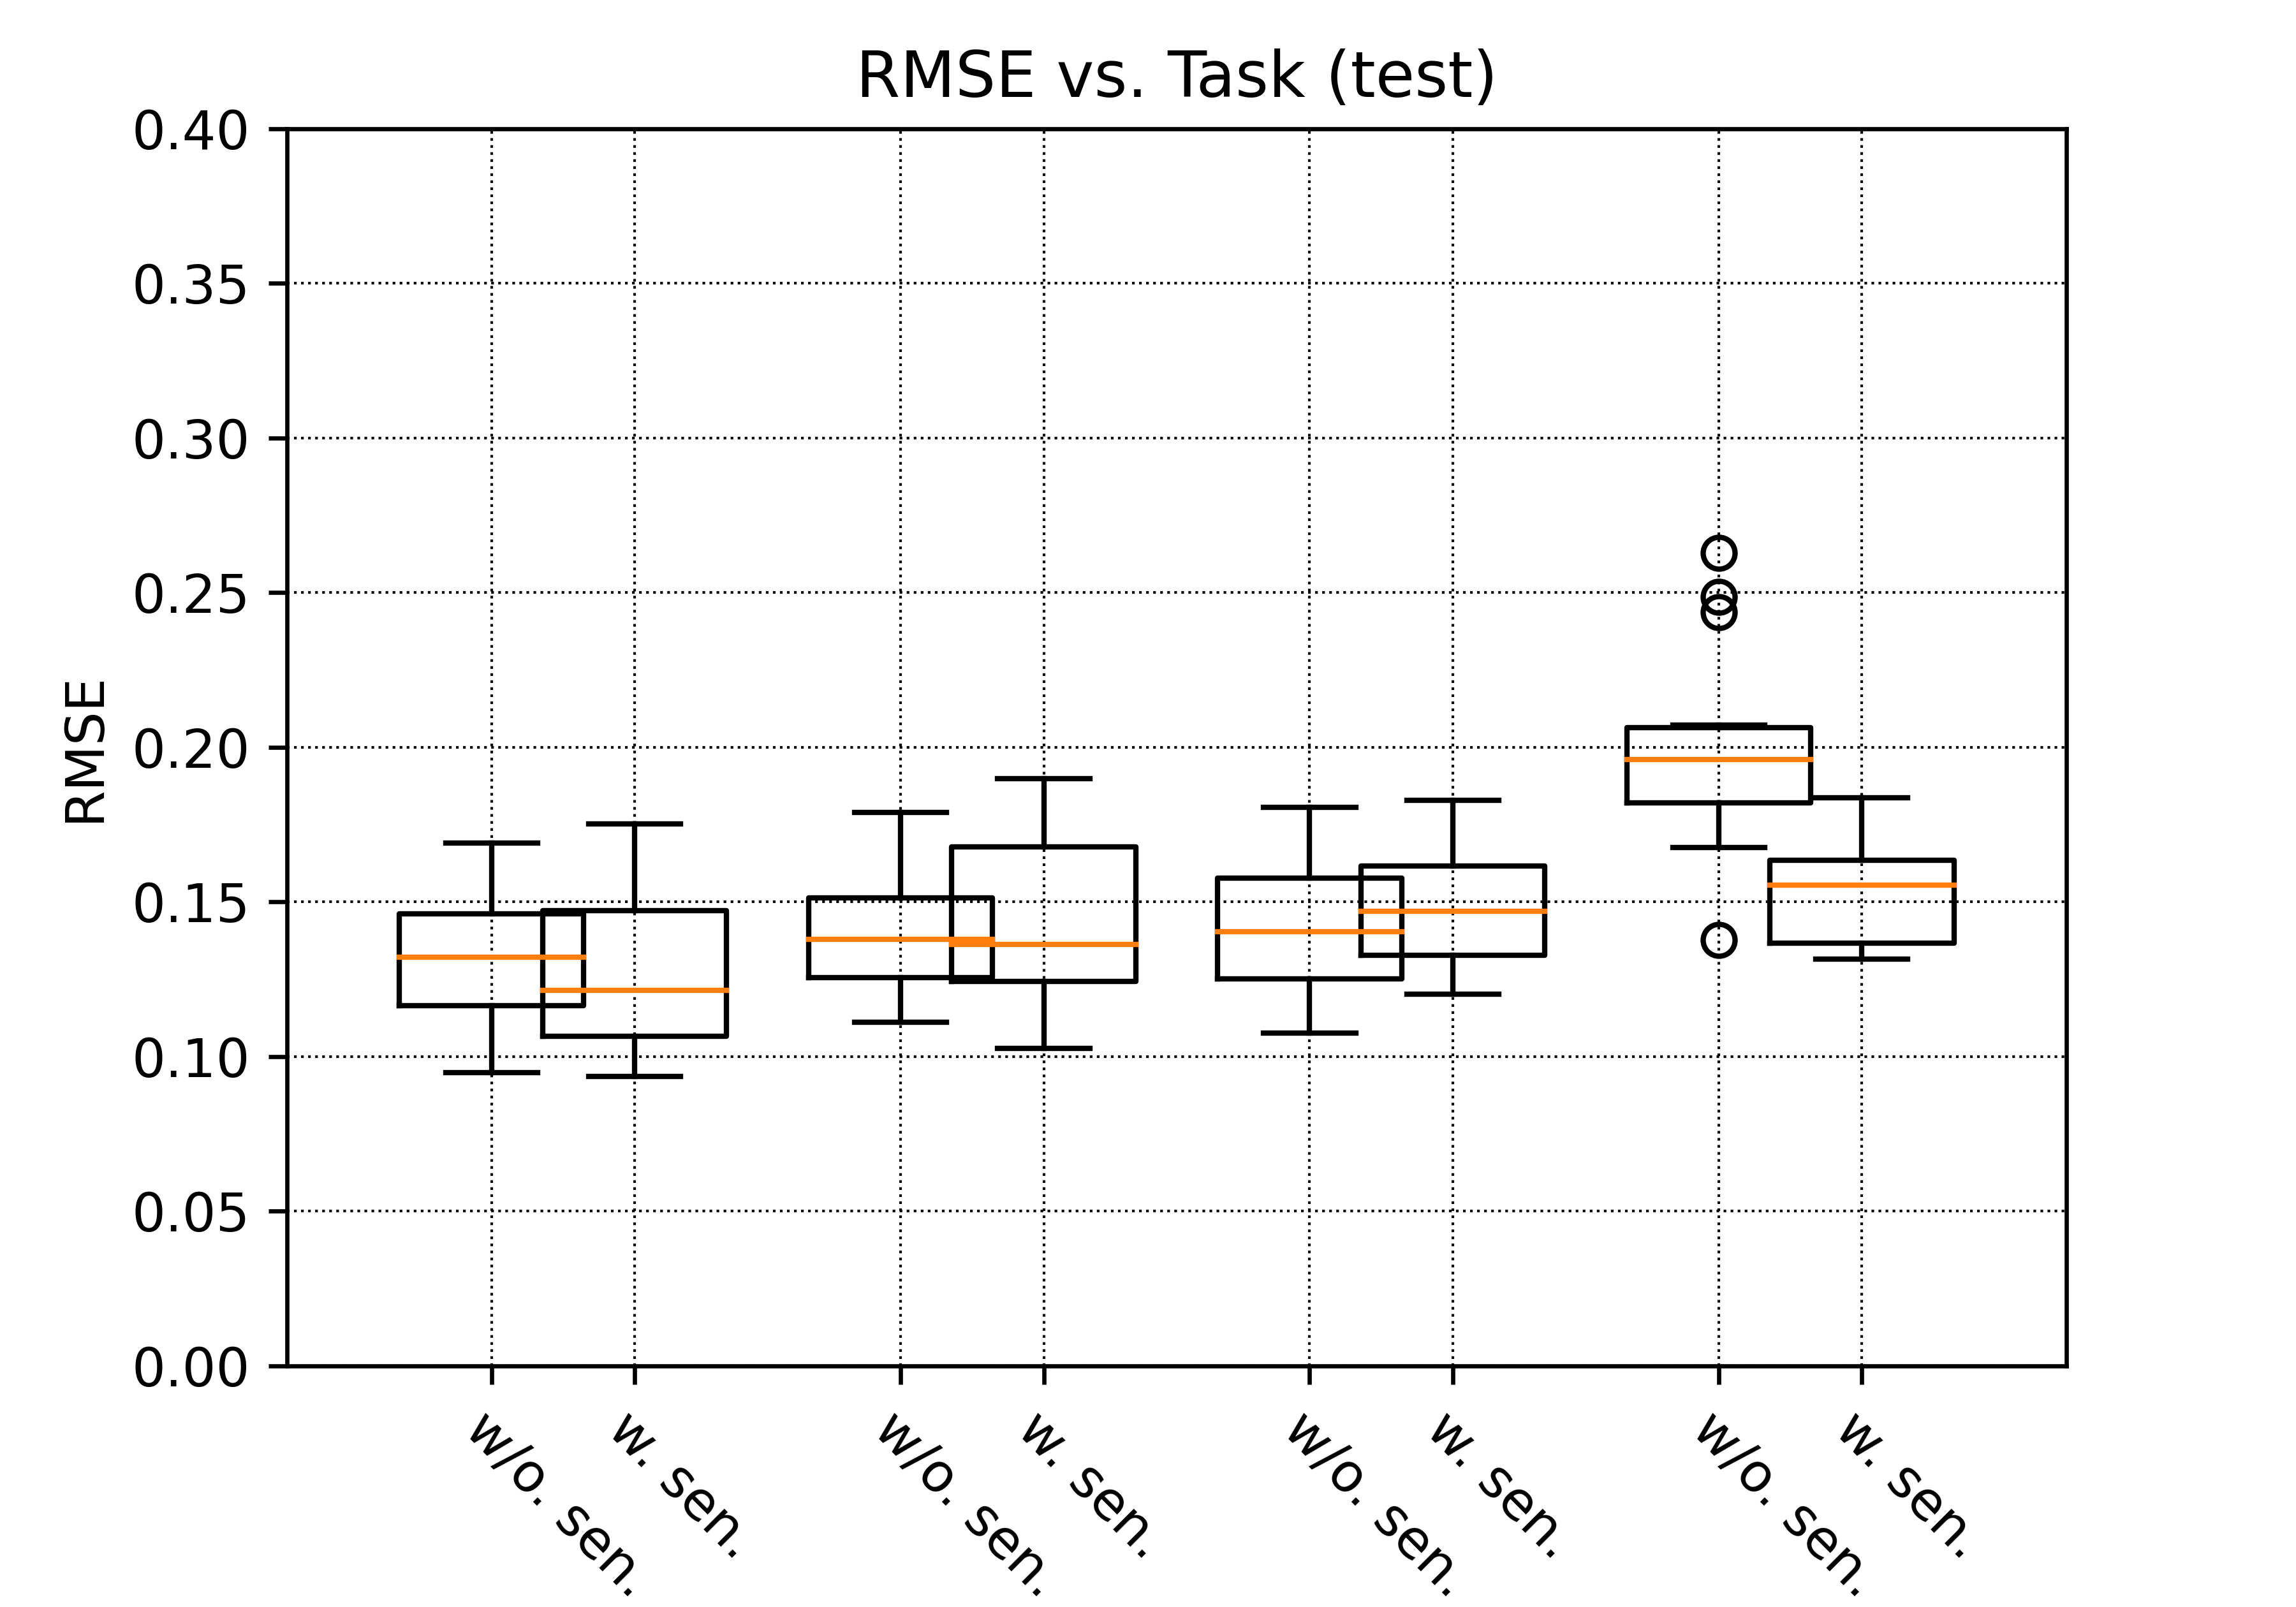 RMSE vs. Task (test)
0.40
0.35
0.30
0.25
0.20
0.15
0.10
0.05
0.00
RMSE
w/o. sen.
w. sen.
w/o. sen.
w. sen.
w/o. sen.
w. sen.
w/o. sen.
w. sen.